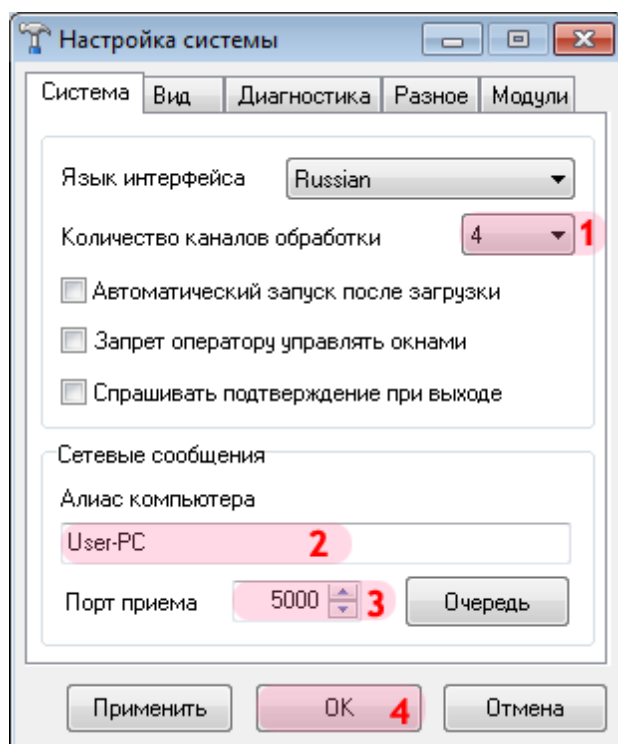 Настройка системы
Система Вид Диагностика Разное Модули
Язык интерфейса Russian
Количество каналов обработки 4 1
Автоматический запуск после загрузки
Запрет оператору управлять окнами
Спрашивать подтверждение при выходе
Сетевые сообщения
Алиас компьютера
User-PC 2
Порт приема 5000 3 Очередь
Применить OK 4 Отмена